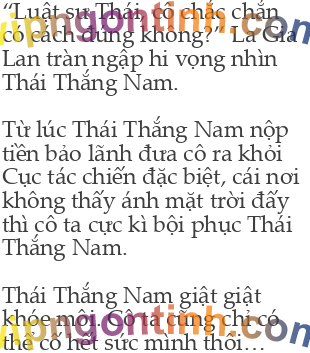 “Luật sư Thái, cô chắc chắn
có cách đúng không?” La Gia
Lan tràn ngập hi vọng nhìn
Thái Thắng Nam.
Từ lúc Thái Thắng Nam nộp
tiền bảo lãnh đưa cô ra khỏi
Cục tác chiến đặc biệt, cái nơi
không thấy ánh mặt trời đấy
thì cô ta cực kì bội phục Thái
Thắng Nam.
Thái Thắng Nam giật giật
khóe môi. Cô ta cũng chỉ có
thể cố hết sức mình thôi…
vipngontinh.com
vipngontinh.com